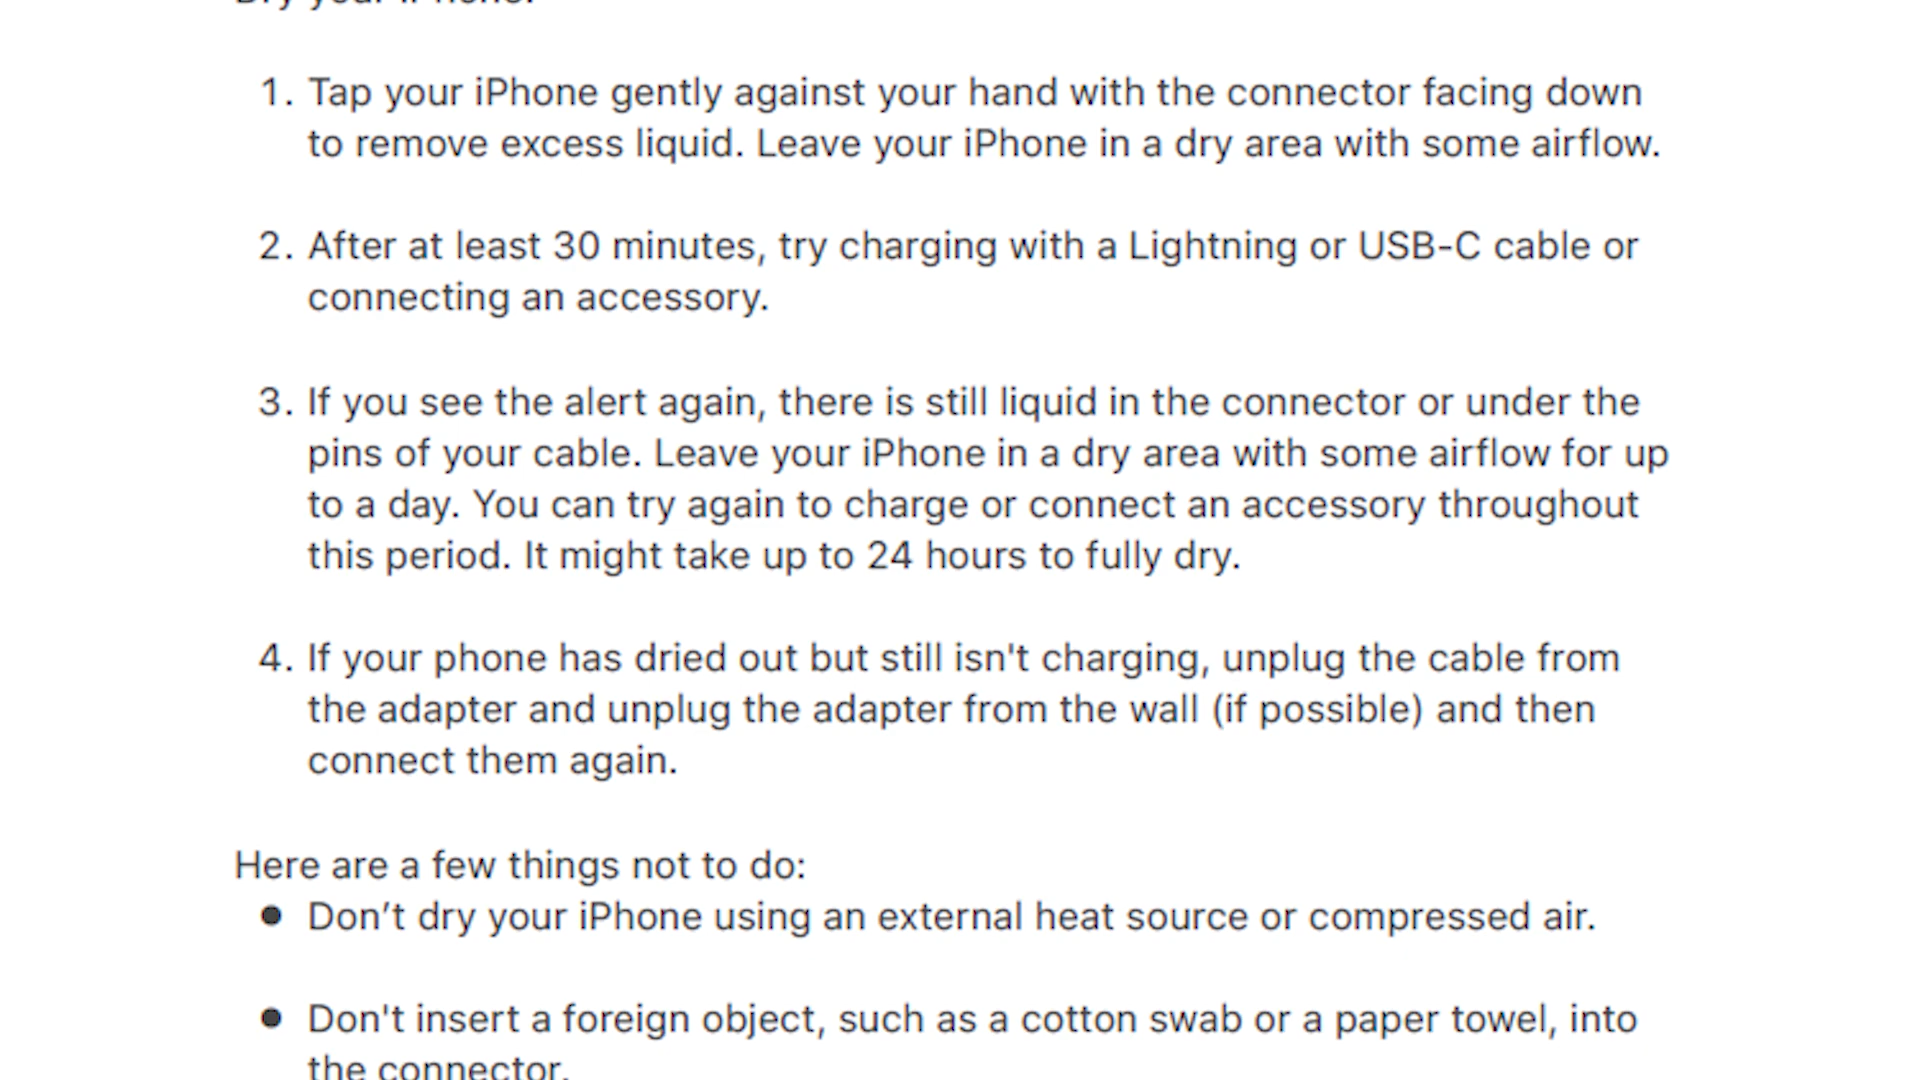 Dry your iPhone:
1. Tap your iPhone gently against your hand with the connector facing down
to remove excess liquid. Leave your iPhone in a dry area with some airflow.
2. After at least 30 minutes, try charging with a Lightning or USB-C cable or
connecting an accessory.
3. If you see the alert again, there is still liquid in the connector or under the
pins of your cable. Leave your iPhone in a dry area with some airflow for up
to a day. You can try again to charge or connect an accessory throughout
this period. It might take up to 24 hours to fully dry.
4. If your phone has dried out but still isn't charging, unplug the cable from
the adapter and unplug the adapter from the wall (if possible) and then
connect them again.
Here are a few things not to do:
● Don’t dry your iPhone using an external heat source or compressed air.
● Don't insert a foreign object, such as a cotton swab or a paper towel, into
the connector.